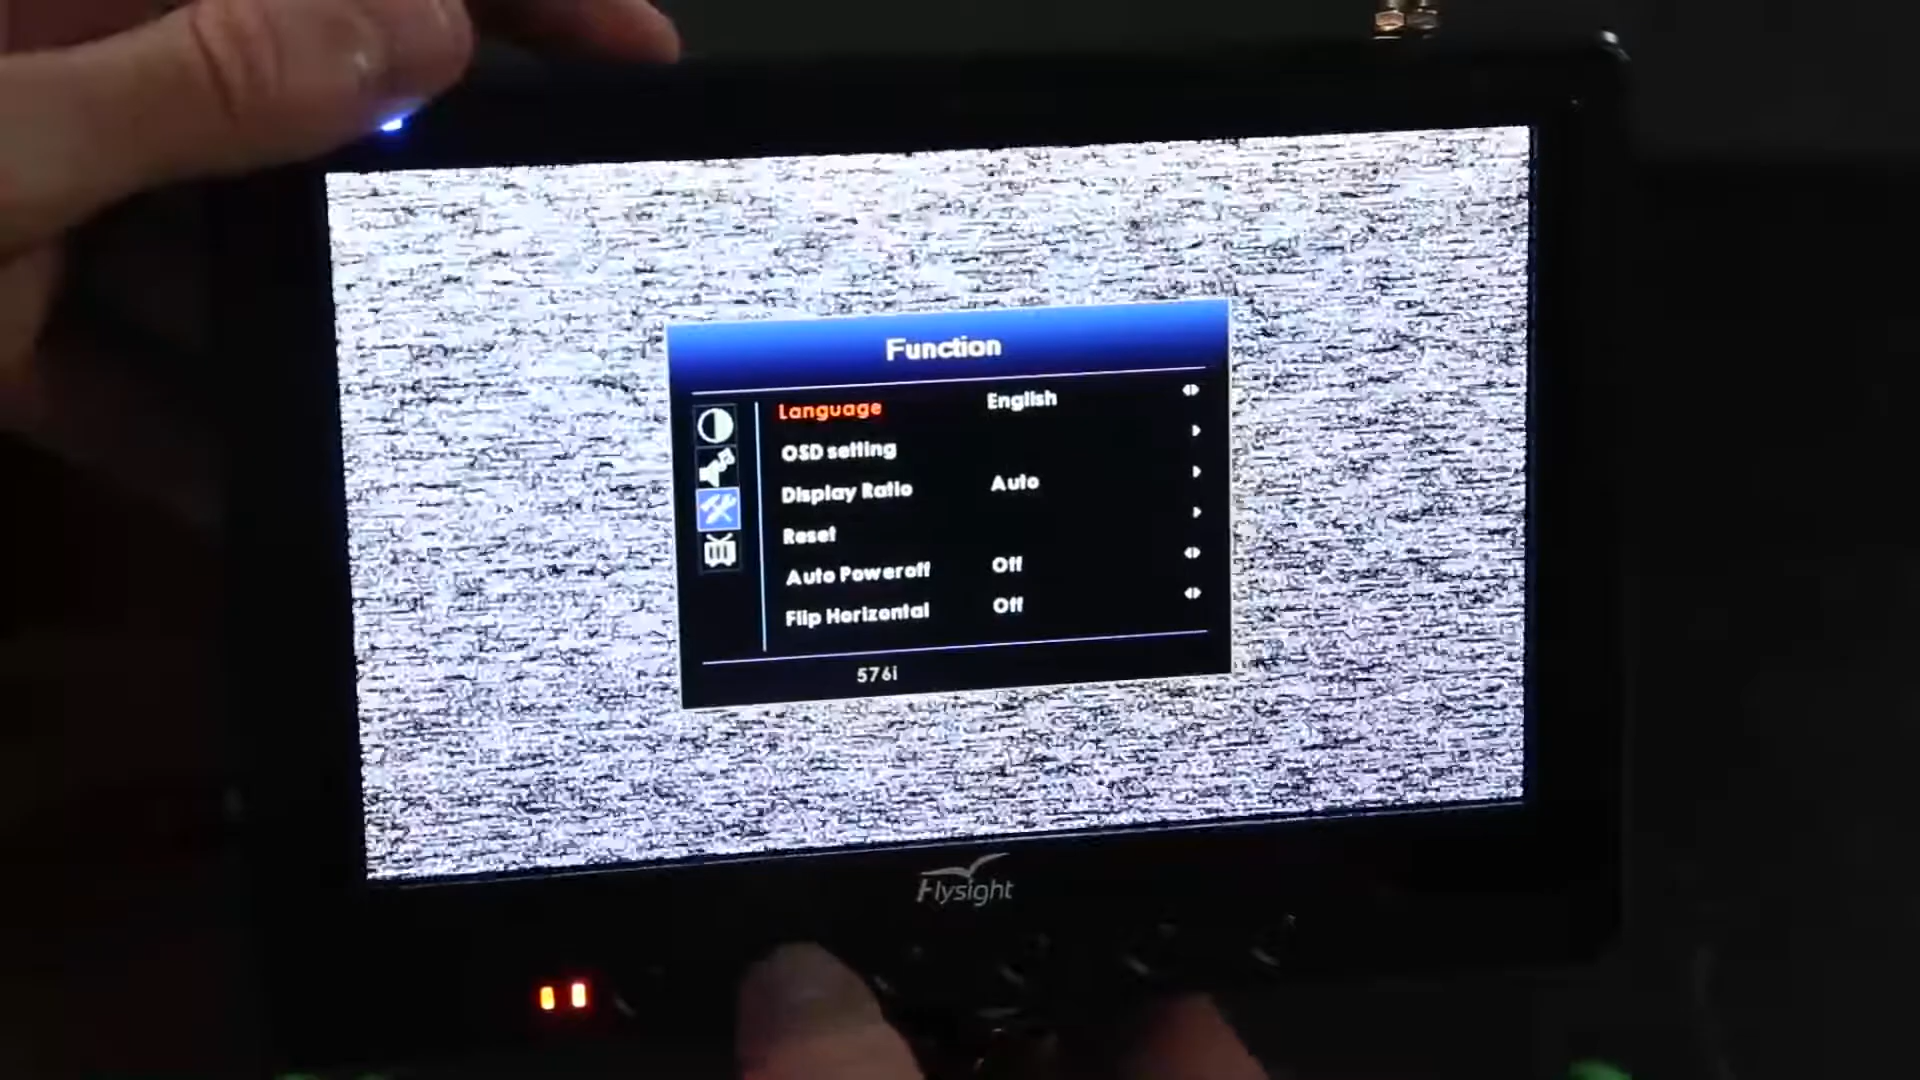 Function
Language English
OSD setting
Display Ratio Auto
Reset
Auto Poweroff Off
Flip Horizontal Off
576i
Flysight